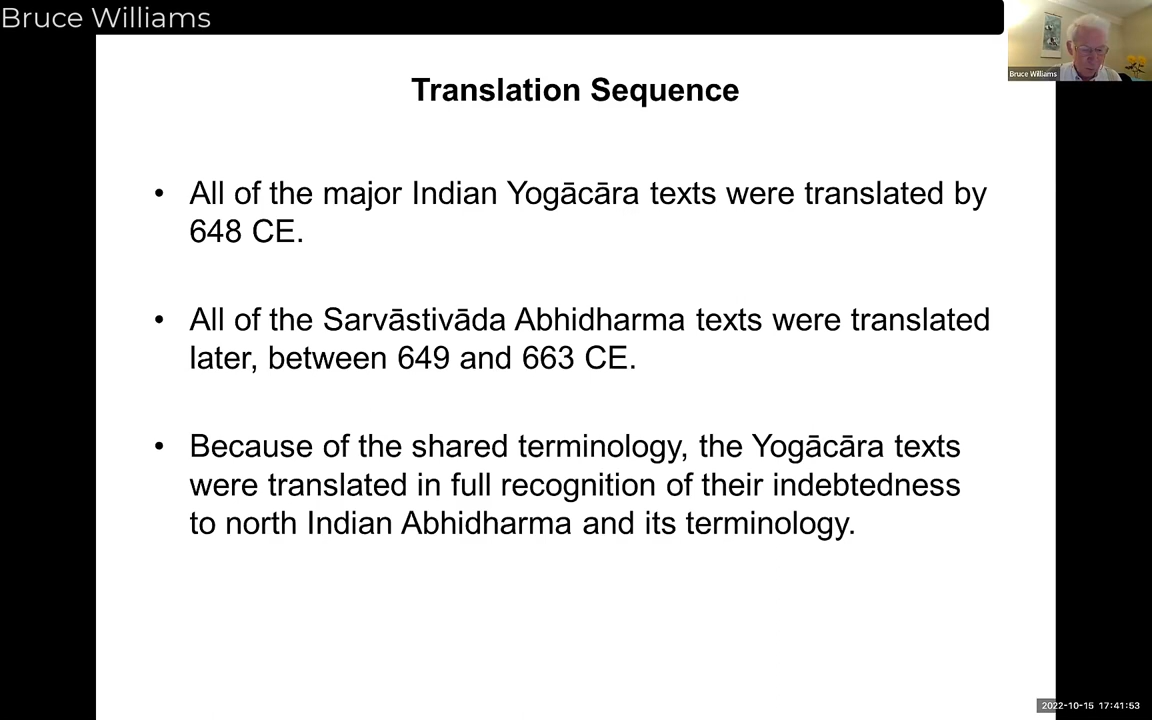 Bruce Williams
Bruce Williams
Translation Sequence
• All of the major Indian Yogācāra texts were translated by
648 CE.
• All of the Sarvāstivāda Abhidharma texts were translated
later, between 649 and 663 CE.
• Because of the shared terminology, the Yogācāra texts
were translated in full recognition of their indebtedness
to north Indian Abhidharma and its terminology.
2022-10-15 17:41:53